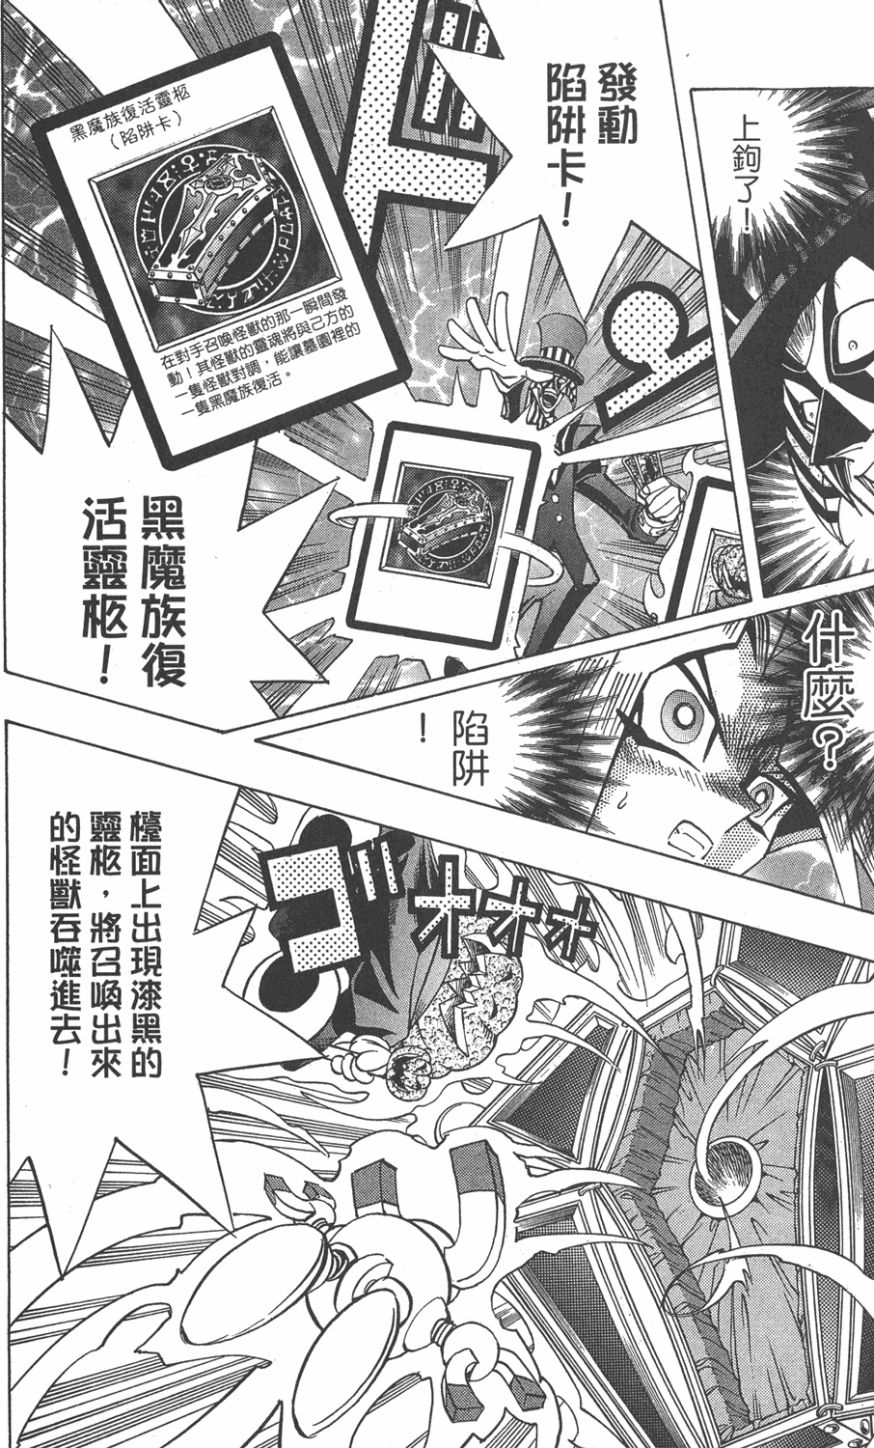 上鉤了！
發動
陷阱卡！
黑魔族復活靈柩
（陷阱卡）
在對手召喚怪獸的那一瞬間發
動！其怪獸的靈魂將與己方的
一隻怪獸對調，能讓墓園裡的
一隻黑魔族復活。
黑魔族復
活靈柩！
什麼？
陷阱
！
檯面上出現漆黑的
靈柩，將召喚出來
的怪獸吞噬進去！
ゴオオオ